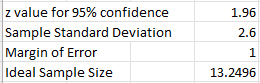 z value for 95% confidence 1.96
Sample Standard Deviation 2.6
Margin of Error 1
Ideal Sample Size 13.2496